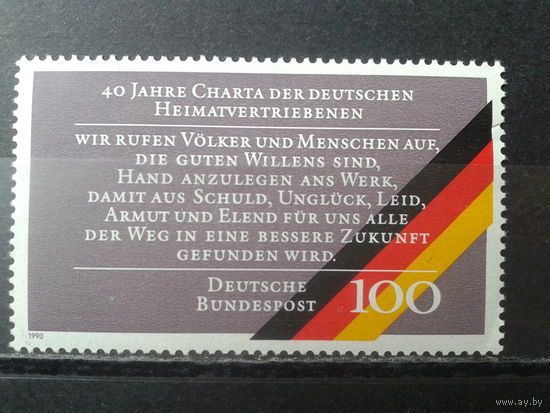 40 JAHRE CHARTA DER DEUTSCHEN
HEIMATVERTRIEBENEN
WIR RUFEN VÖLKER UND MENSCHEN AUF,
DIE GUTEN WILLENS SIND,
HAND ANZULEGEN ANS WERK,
DAMIT AUS SCHULD, UNGLÜCK, LEID,
ARMUT UND ELEND FÜR UNS ALLE
DER WEG IN EINE BESSERE ZUKUNFT
GEFUNDEN WIRD.
DEUTSCHE
BUNDESPOST 100
1990
www.ay.by